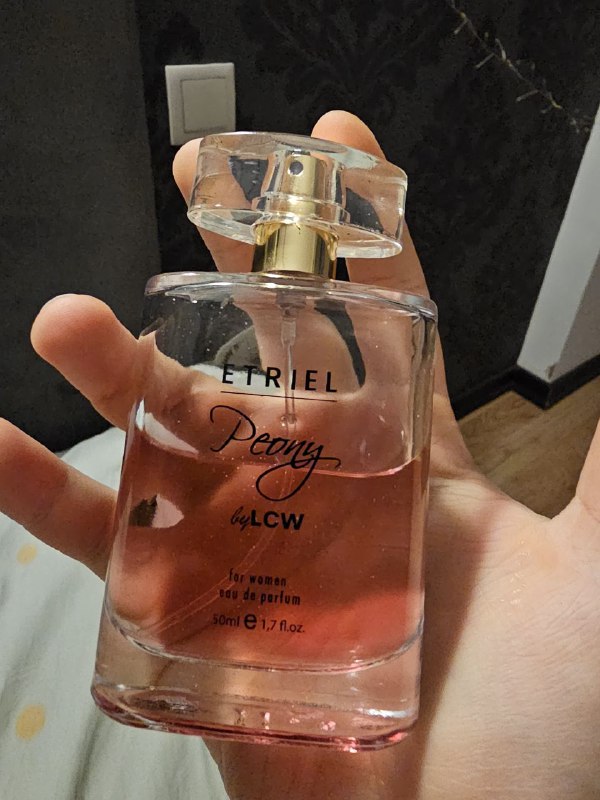 ETRIEL
Peony
byLCW
for women
eau de parfum
50ml e 1,7 fl.oz.